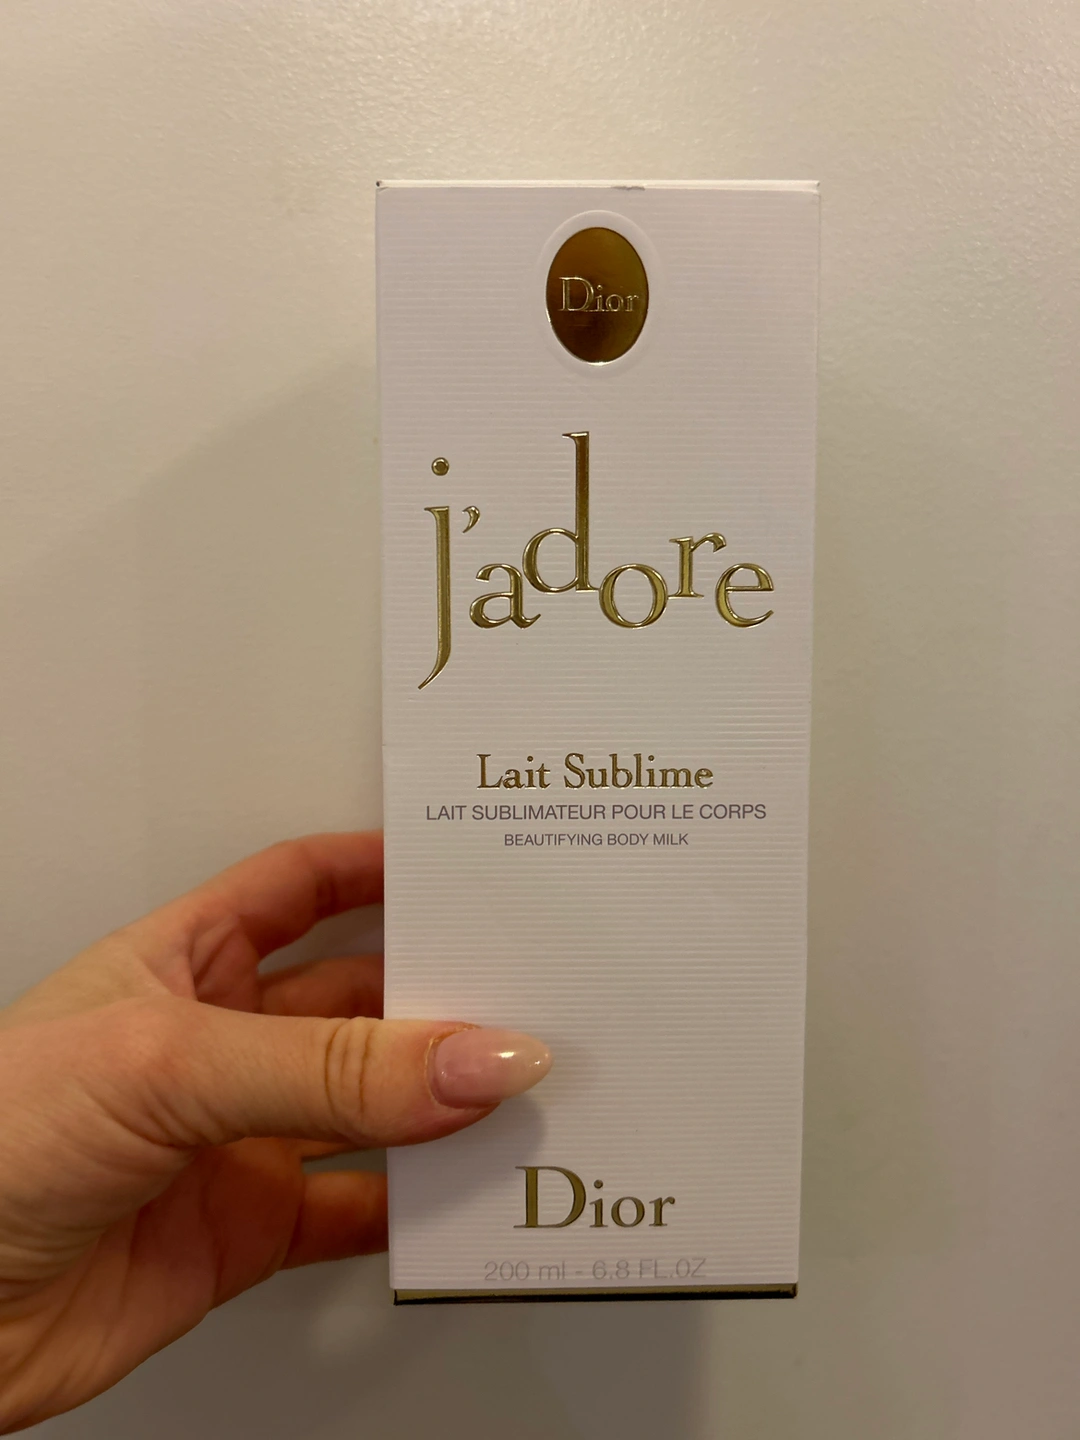 Dior
j'adore
Lait Sublime
LAIT SUBLIMATEUR POUR LE CORPS
BEAUTIFYING BODY MILK
Dior
200 ml - 6.8 FL.OZ